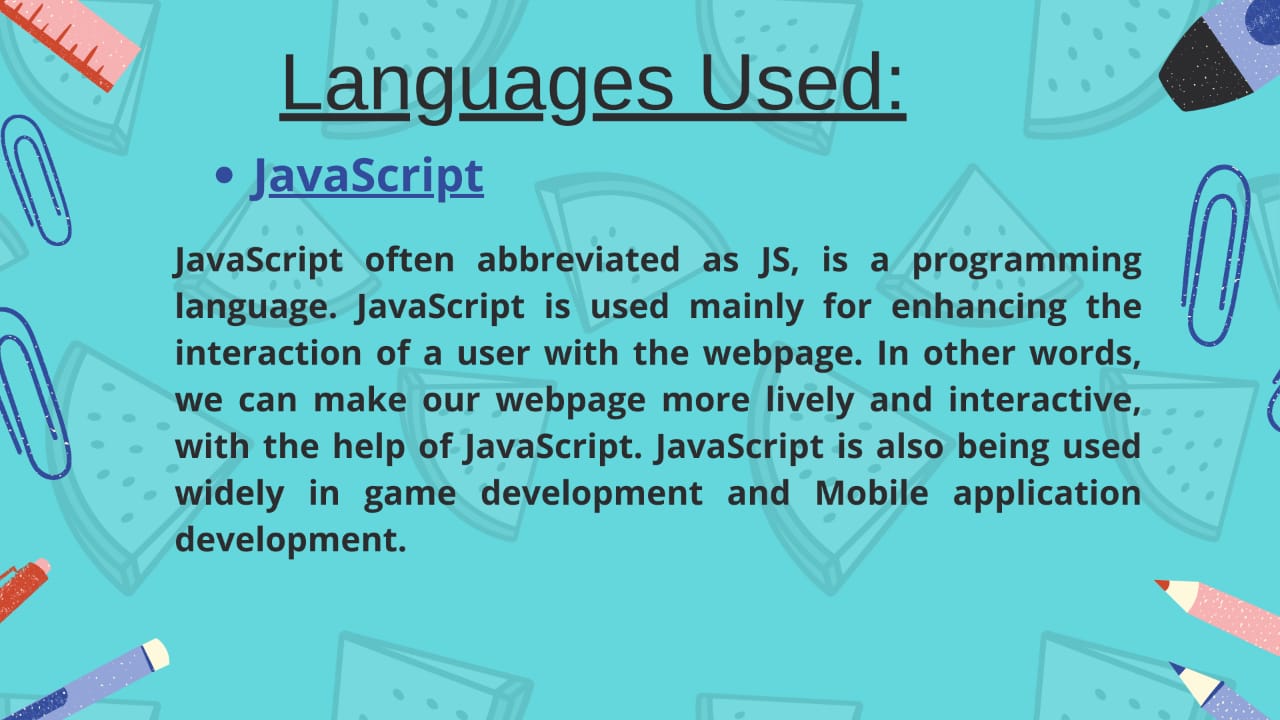 Languages Used:
• JavaScript
JavaScript often abbreviated as JS, is a programming
language. JavaScript is used mainly for enhancing the
interaction of a user with the webpage. In other words,
we can make our webpage more lively and interactive,
with the help of JavaScript. JavaScript is also being used
widely in game development and Mobile application
development.